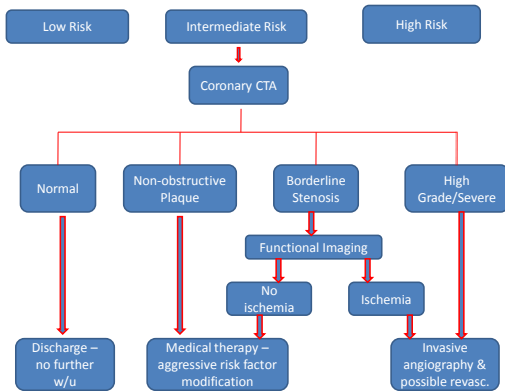 Low Risk
Intermediate Risk
High Risk
Coronary CTA
Normal
Non-obstructive
Plaque
Borderline
Stenosis
High
Grade/Severe
Functional Imaging
No
ischemia
Ischemia
Discharge –
no further
w/u
Medical therapy –
aggressive risk factor
modification
Invasive
angiography &
possible revasc.